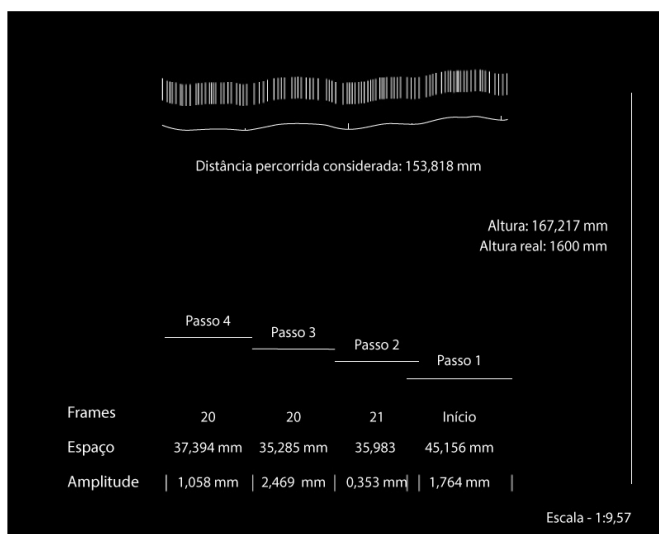 Distância percorrida considerada: 153,818 mm
Altura: 167,217 mm
Altura real: 1600 mm
Passo 4
Passo 3
Passo 2
Passo 1
Frames 20 20 21 Início
Espaço 37,394 mm 35,285 mm 35,983 45,156 mm
Amplitude | 1,058 mm | 2,469 mm | 0,353 mm| | 1,764 mm |
Escala - 1:9,57